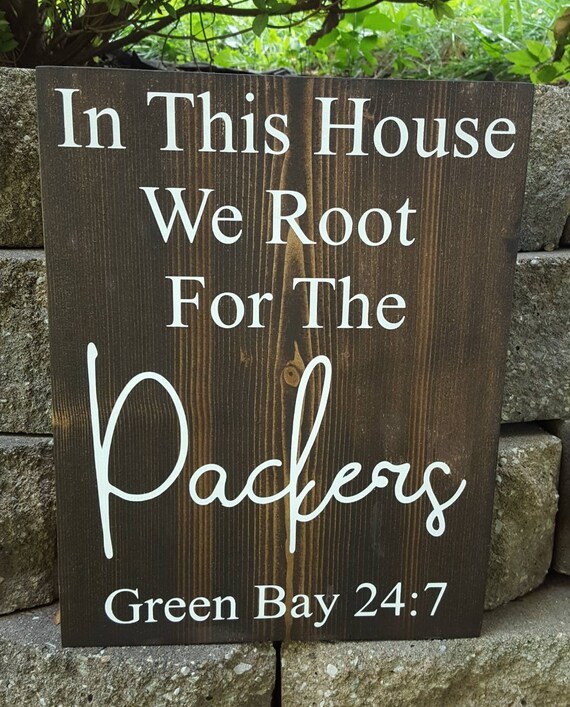 In This House
We Root
For The
Packers
Green Bay 24:7